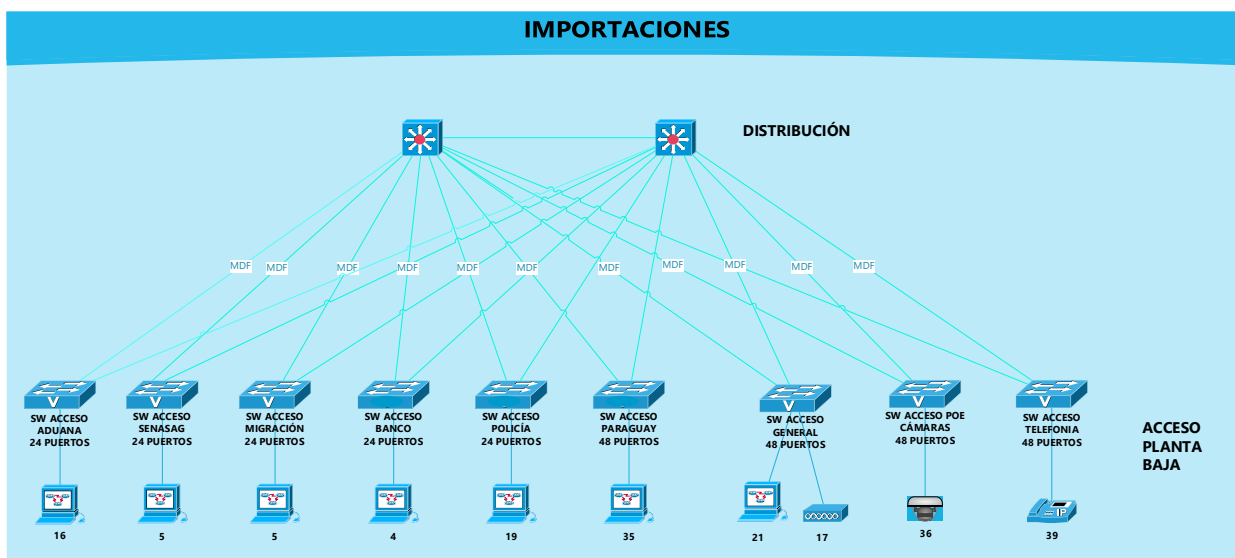 IMPORTACIONES
DISTRIBUCIÓN
MDF
MDF
MDF
MDF
MDF
MDF
MDF
MDF
MDF
MDF
MDF
SW ACCESO
ADUANA
24 PUERTOS
SW ACCESO
SENASAG
24 PUERTOS
SW ACCESO
MIGRACIÓN
24 PUERTOS
SW ACCESO
BANCO
24 PUERTOS
SW ACCESO
POLICÍA
24 PUERTOS
SW ACCESO
PARAGUAY
48 PUERTOS
SW ACCESO
GENERAL
48 PUERTOS
SW ACCESO POE
CÁMARAS
48 PUERTOS
SW ACCESO
TELEFONIA
48 PUERTOS
ACCESO
PLANTA
BAJA
IP
16
5
5
4
19
35
21
17
36
39